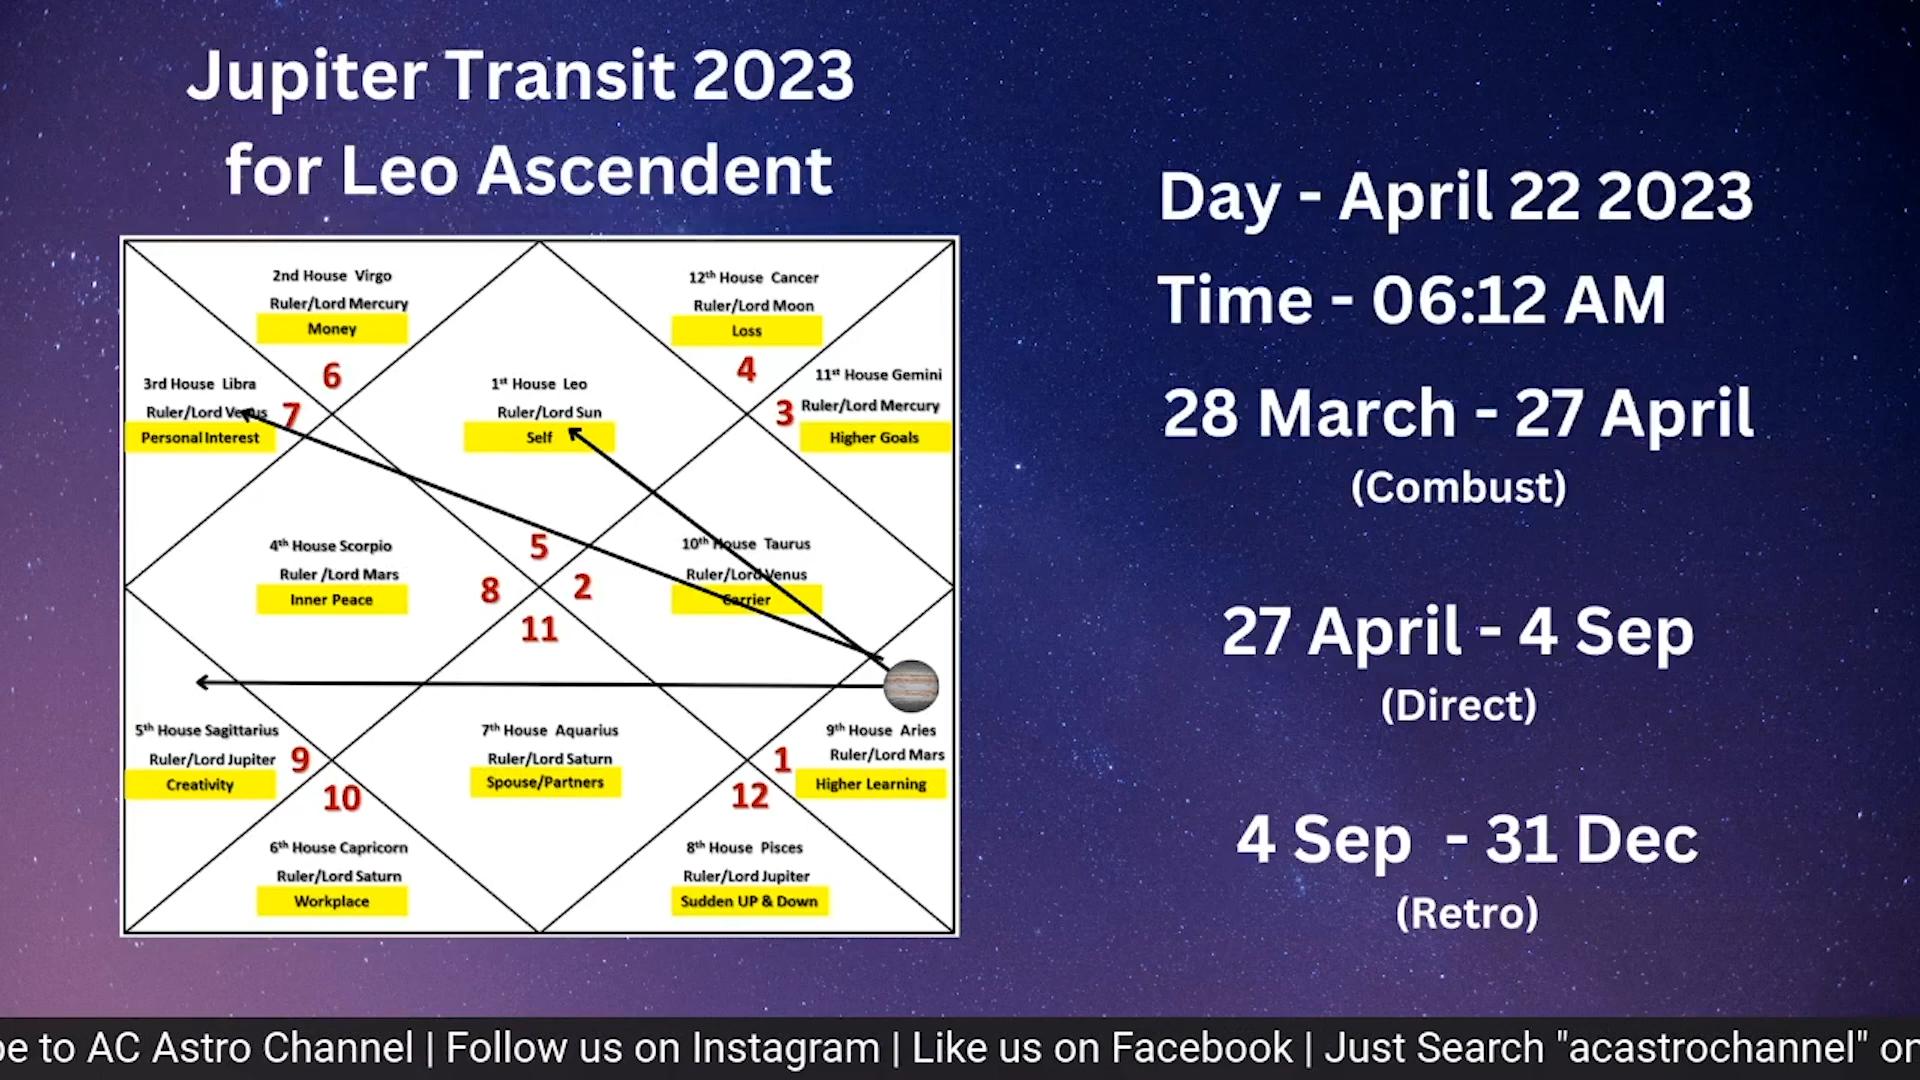 Jupiter Transit 2023
for Leo Ascendent
2nd House Virgo
Ruler/Lord Mercury
Money
6
12th House Cancer
Ruler/Lord Moon
Loss
4
3rd House Libra
Ruler/Lord Venus
7
Personal Interest
1st House Leo
Ruler/Lord Sun
Self
11st House Gemini
3
Ruler/Lord Mercury
Higher Goals
4th House Scorpio
Ruler /Lord Mars
Inner Peace
5
8
2
11
10th House Taurus
Ruler/Lord Venus
Carrier
5th House Sagittarius
Ruler/Lord Jupiter
9
Creativity
10
7th House Aquarius
Ruler/Lord Saturn
Spouse/Partners
9th House Aries
1
Ruler/Lord Mars
Higher Learning
12
6th House Capricorn
Ruler/Lord Saturn
Workplace
8th House Pisces
Ruler/Lord Jupiter
Sudden UP & Down
Day - April 22 2023
Time - 06:12 AM
28 March - 27 April
(Combust)
27 April - 4 Sep
(Direct)
4 Sep - 31 Dec
(Retro)
be to AC Astro Channel | Follow us on Instagram | Like us on Facebook | Just Search "acastrochannel" on